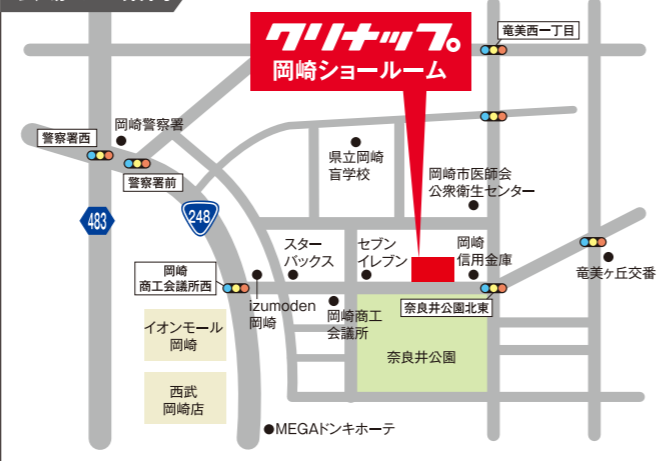 クリナップ。
岡崎ショールーム
竜美西一丁目
警察署西
岡崎警察署
警察署前
県立岡崎
盲学校
岡崎市医師会
公衆衛生センター
483
248
スター
バックス
セブン
イレブン
岡崎
信用金庫
竜美ヶ丘交番
岡崎
商工会議所西
izumoden
岡崎
岡崎商工
会議所
奈良井公園北東
イオンモール
岡崎
奈良井公園
西武
岡崎店
MEGAドンキホーテ